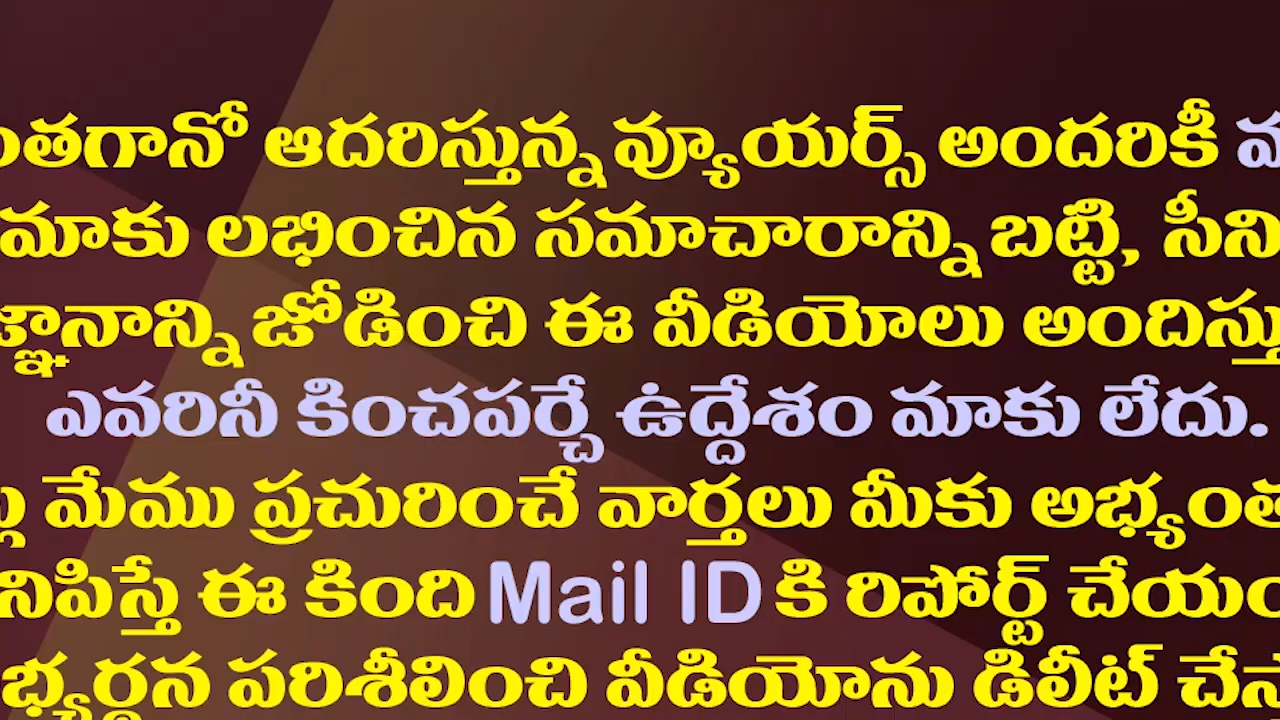 ంతగానో ఆదరిస్తున్న వ్యూయర్స్ అందరికీ
మాకు లభించిన సమాచారాన్ని బట్టి, సీని
జ్ఞానాన్ని జోడించి ఈ వీడియోలు అందిస్తు
ఎవరినీ కించపర్చే ఉద్దేశం మాకు లేదు.
మేము ప్రచురించే వార్తలు మీకు అభ్యంత
నిపిస్తే ఈ కింది Mail ID కి రిపోర్ట్ చేయం
భ్యర్థన పరిశీలించి వీడియోను డిలీట్ చేస